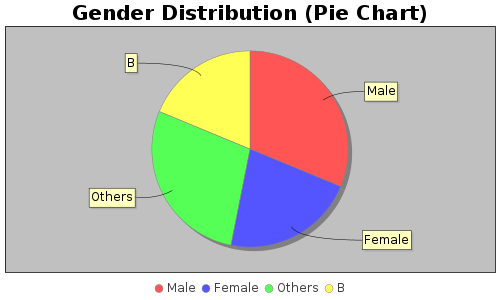 Gender Distribution (Pie Chart)
B
Male
Others
Female
Male Female Others B